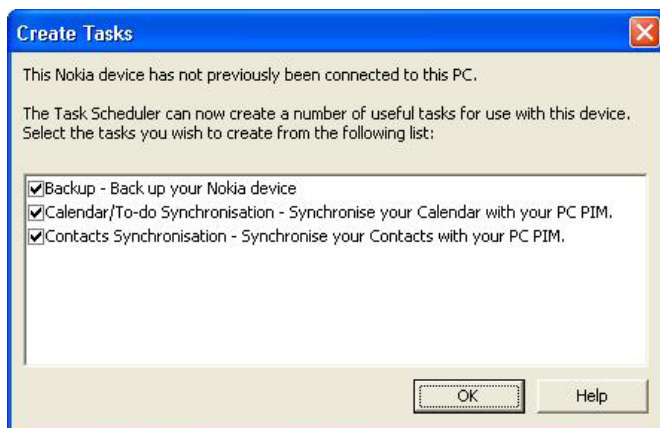 Create Tasks
This Nokia device has not previously been connected to this PC.
The Task Scheduler can now create a number of useful tasks for use with this device.
Select the tasks you wish to create from the following list:
Backup - Back up your Nokia device
Calendar/To-do Synchronisation - Synchronise your Calendar with your PC PIM.
Contacts Synchronisation - Synchronise your Contacts with your PC PIM.
OK Help